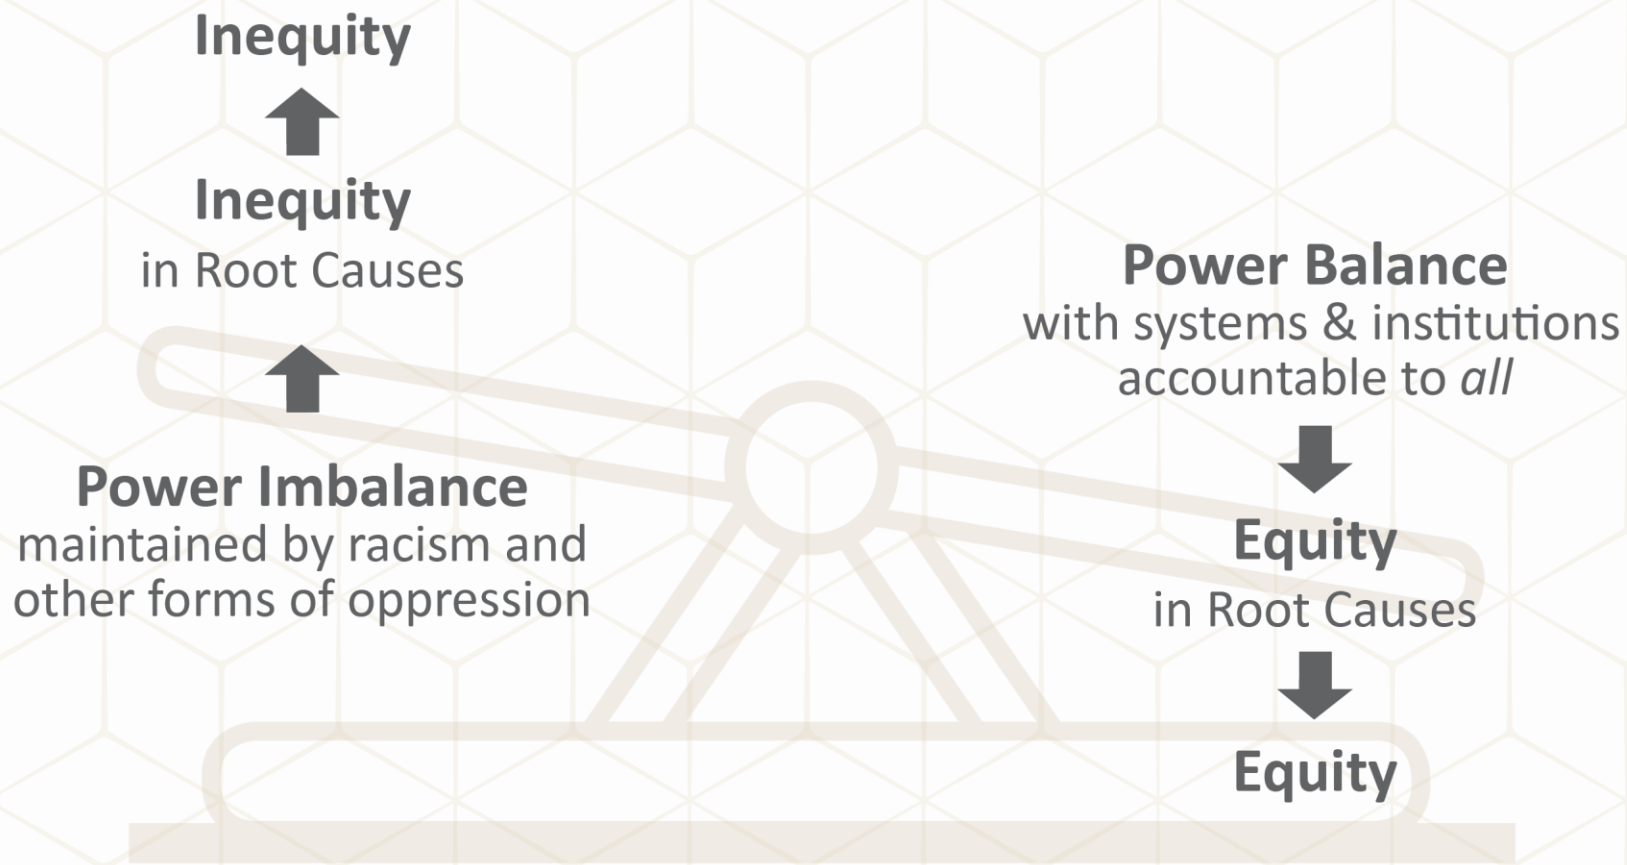 Inequity
Inequity
in Root Causes
Power Imbalance
maintained by racism and
other forms of oppression
Power Balance
with systems & institutions
accountable to all
Equity
in Root Causes
Equity